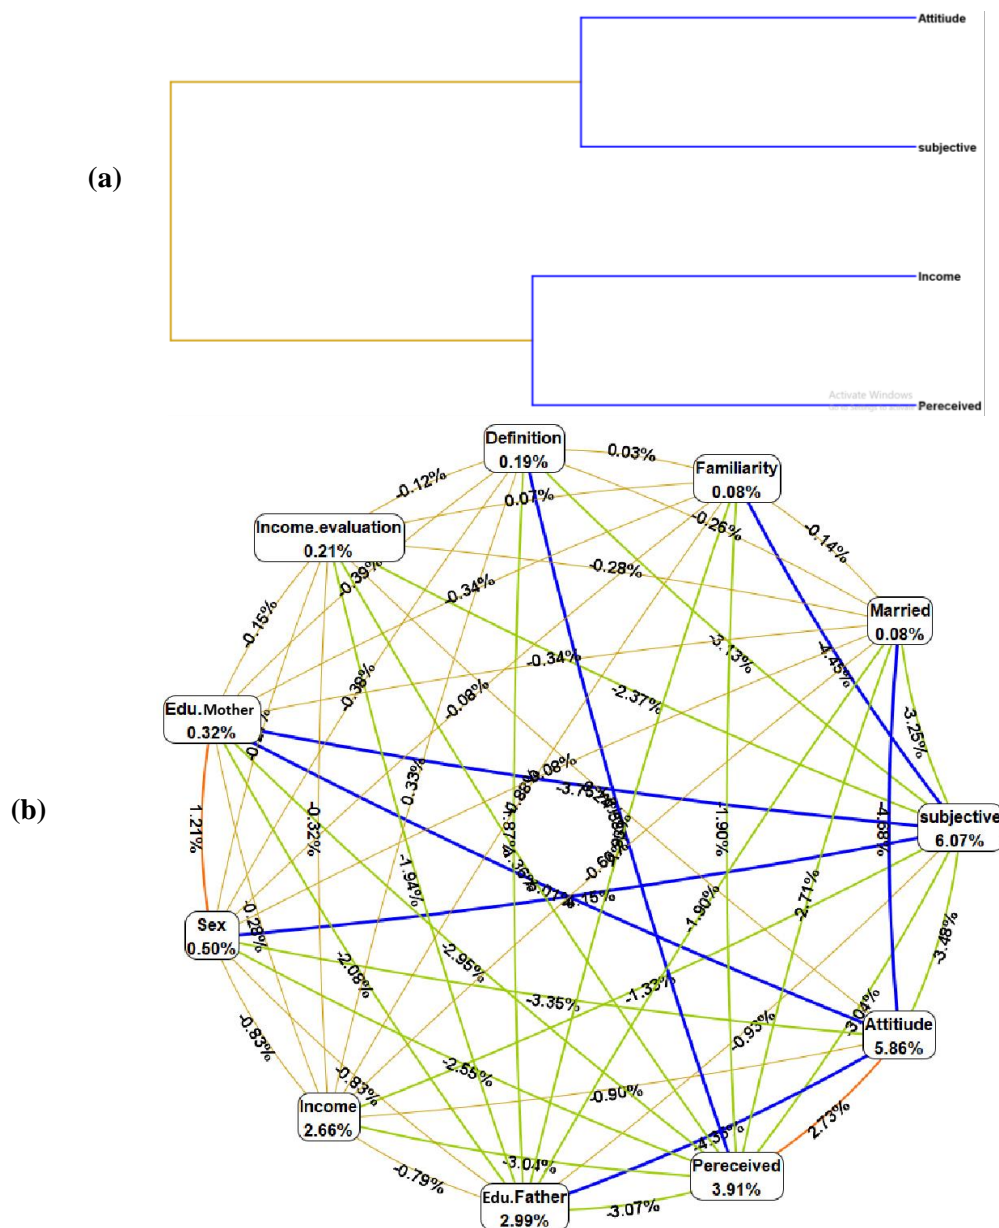 Attitiude
(a)
subjective
Income
Activate Windows
Pereceived
Definition
0.19%
0.03%
Familiarity
0.08%
-0.12%
0.07%
-0.26%
-0.14%
Income.evaluation
0.21%
-0.39%
-0.34%
-0.28%
Married
0.08%
-0.15%
-0.34%
-3.13%
-4.45%
-0.38%
-0.08%
-2.37%
-3.25%
Edu.Mother
0.32%
0.08%
(b)
1.21%
-0.32%
0.33%
-1.90%
-4.58%
subjective
6.07%
-1.94%
-1.90%
-2.71%
Sex
0.50%
-0.28%
-2.08%
-2.95%
-3.35%
-1.33%
-3.48%
-3.04%
-0.93%
Attitiude
5.86%
-0.83%
-0.83%
-2.55%
-0.90%
2.73%
Income
2.66%
-3.04%
-4.33%
Pereceived
3.91%
-0.79%
Edu.Father
2.99%
-3.07%